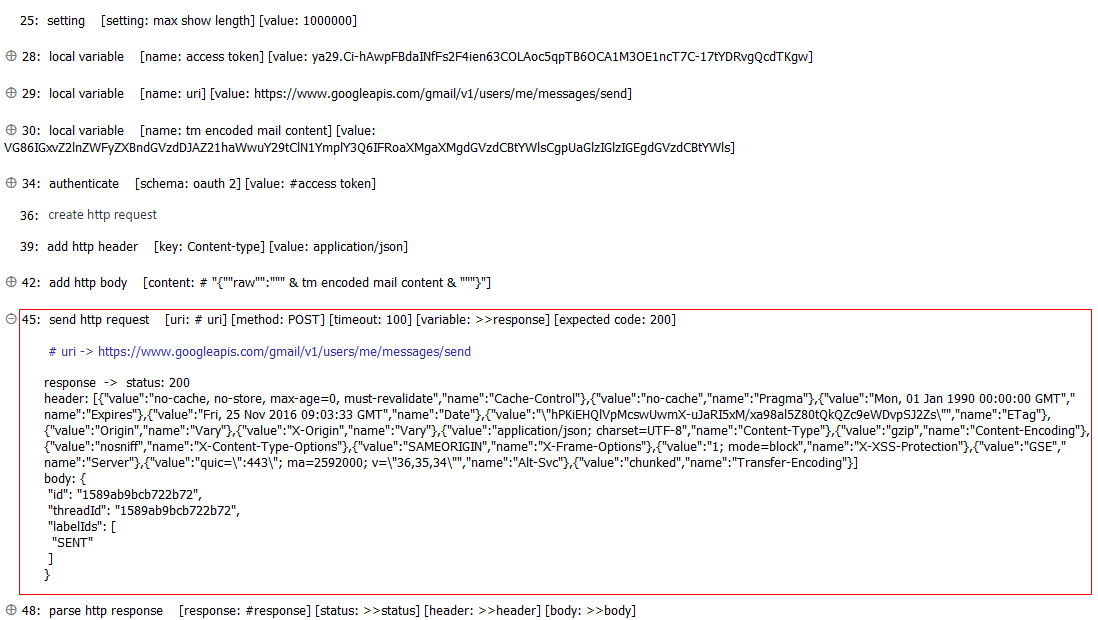 25: setting [setting: max show length] [value: 1000000]
28: local variable [name: access token] [value: ya29.Ci-hAwpFBdaINfFs2F4ien63COLAoc5qpTB6OCA1M3OE1ncT7C-17tYDRvgQcdTKgw]
29: local variable [name: uri] [value: https://www.googleapis.com/gmail/v1/users/me/messages/send]
30: local variable [name: tm encoded mail content] [value:
VG86IGxvZ2lnZWFyZXBndGVzdDJAZ21haWwuY29tClN1YmplY3Q6IFRoaXMgaXMgdGVzdCBtYWlsCgpUaGlzIGlzIGEgdGVzdCBtYWls]
34: authenticate [schema: oauth 2] [value: #access token]
36: create http request
39: add http header [key: Content-type] [value: application/json]
42: add http body [content: # "{""raw"":""" & tm encoded mail content & """}"]
45: send http request [uri: # uri] [method: POST] [timeout: 100] [variable: >>response] [expected code: 200]
# uri -> https://www.googleapis.com/gmail/v1/users/me/messages/send
response -> status: 200
header: [{"value":"no-cache, no-store, max-age=0, must-revalidate","name":"Cache-Control"},{"value":"no-cache","name":"Pragma"},{"value":"Mon, 01 Jan 1990 00:00:00 GMT","
name":"Expires"},{"value":"Fri, 25 Nov 2016 09:03:33 GMT","name":"Date"},{"value":"\"hPKiEHQlVpMcswUwmX-uJaRI5xM/xa98al5Z80tQkQZc9eWDvpSJ2Zs\"","name":"ETag"},
{"value":"Origin","name":"Vary"},{"value":"X-Origin","name":"Vary"},{"value":"application/json; charset=UTF-8","name":"Content-Type"},{"value":"gzip","name":"Content-Encoding"},
{"value":"nosniff","name":"X-Content-Type-Options"},{"value":"SAMEORIGIN","name":"X-Frame-Options"},{"value":"1; mode=block","name":"X-XSS-Protection"},{"value":"GSE","
name":"Server"},{"value":"quic=\":443\"; ma=2592000; v=\"36,35,34\"","name":"Alt-Svc"},{"value":"chunked","name":"Transfer-Encoding"}]
body: {
"id": "1589ab9bcb722b72",
"threadId": "1589ab9bcb722b72",
"labelIds": [
"SENT"
]
}
48: parse http response [response: #response] [status: >>status] [header: >>header] [body: >>body]